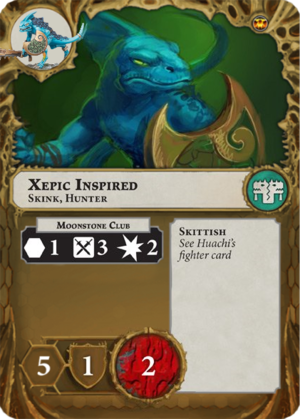 Xepic Inspired
Skink, Hunter
Moonstone Club
1 3 2
Skittish
See Huachi's
fighter card
5 1 2